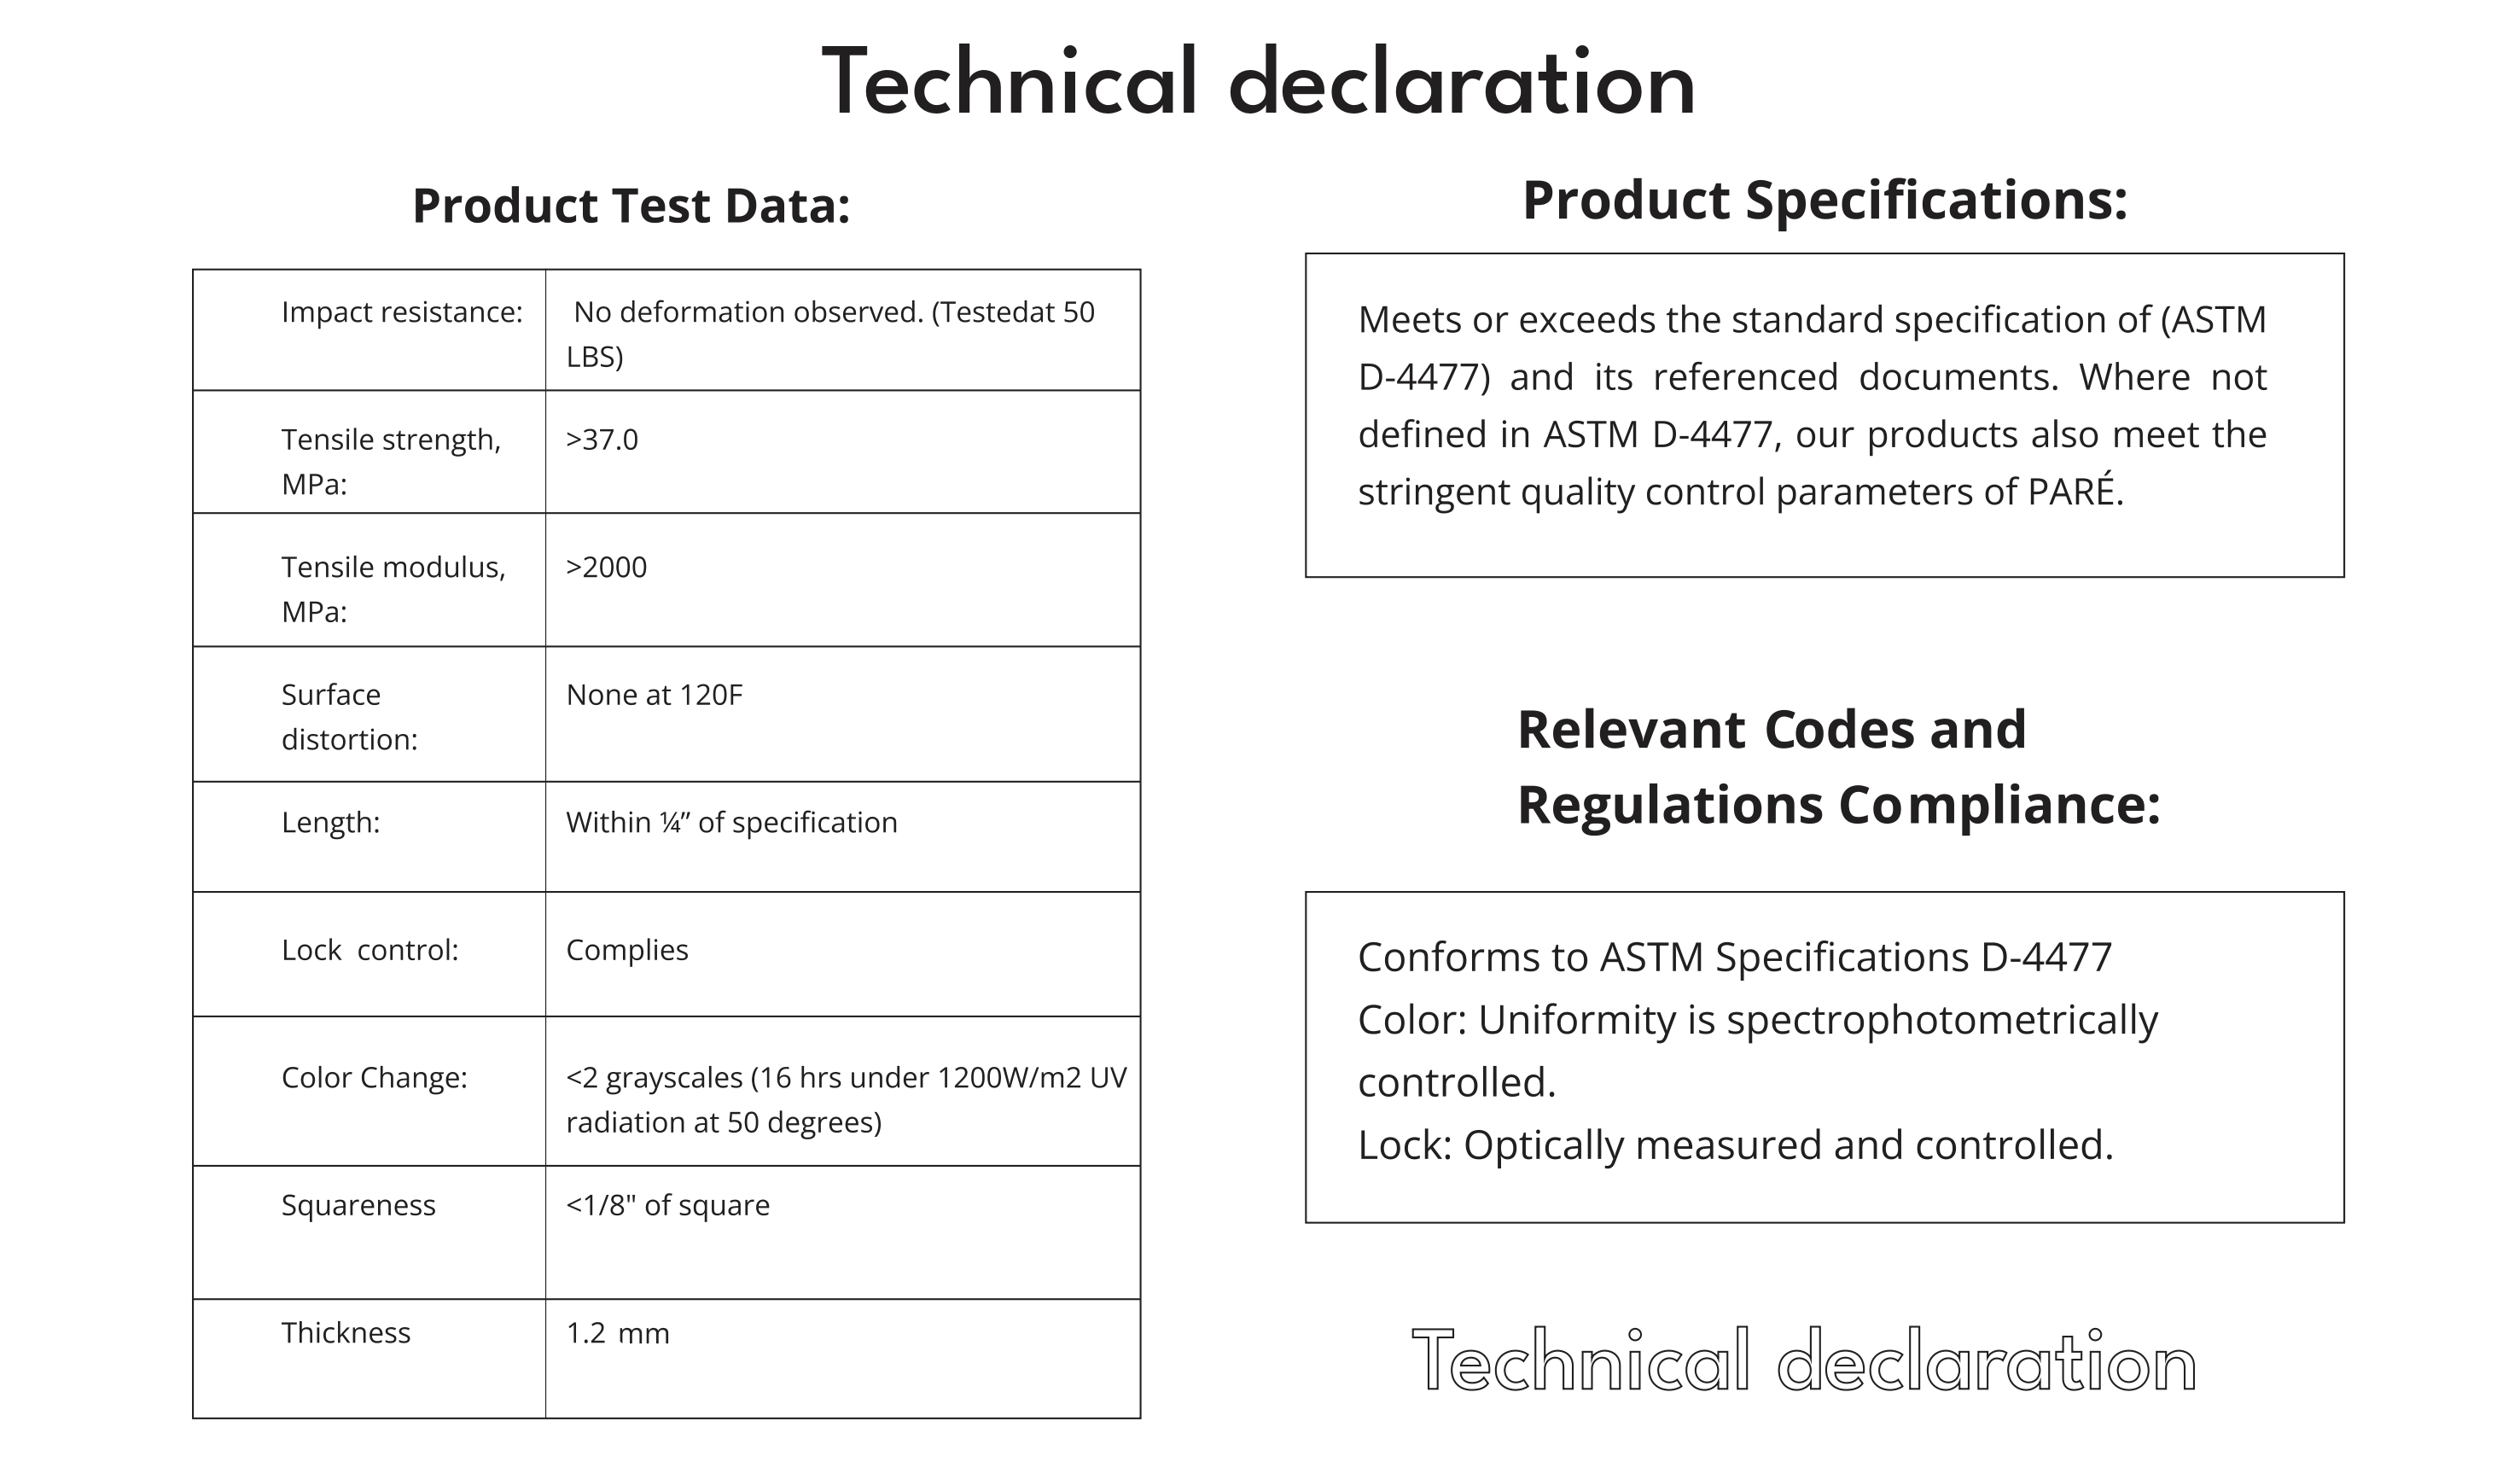 Technical declaration
Product Test Data:
Impact resistance:
No deformation observed. (Testedat 50
LBS)
Tensile strength,
MPa:
>37.0
Tensile modulus,
MPa:
>2000
Surface
distortion:
None at 120F
Length:
Within ¼” of specification
Lock control:
Complies
Color Change:
<2 grayscales (16 hrs under 1200W/m2 UV
radiation at 50 degrees)
Squareness
<1/8" of square
Thickness
1.2 mm
Product Specifications:
Meets or exceeds the standard specification of (ASTM
D-4477) and its referenced documents. Where not
defined in ASTM D-4477, our products also meet the
stringent quality control parameters of PARÉ.
Relevant Codes and
Regulations Compliance:
Conforms to ASTM Specifications D-4477
Color: Uniformity is spectrophotometrically
controlled.
Lock: Optically measured and controlled.
Technical declaration